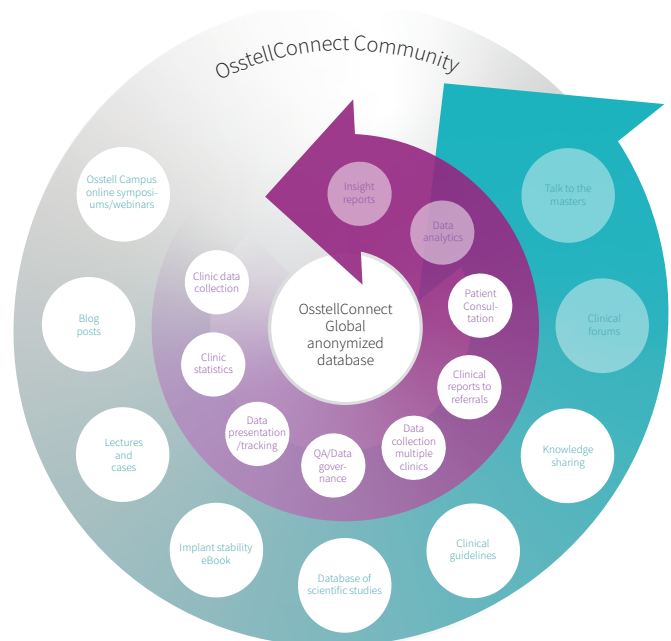 OsstellConnect Community
Osstell Campus
online symposi-
ums/webinars
Blog
posts
Lectures
and
cases
Implant stability
eBook
Database of
scientific studies
Clinical
guidelines
Knowledge
sharing
Clinical
forums
Talk to the
masters
Clinic data
collection
Clinic
statistics
Data
presentation
/tracking
QA/Data
gover-
nance
Data
collection
multiple
clinics
Clinical
reports to
referrals
Patient
Consul-
tation
Data
analytics
Insight
reports
OsstellConnect
Global
anonymized
database